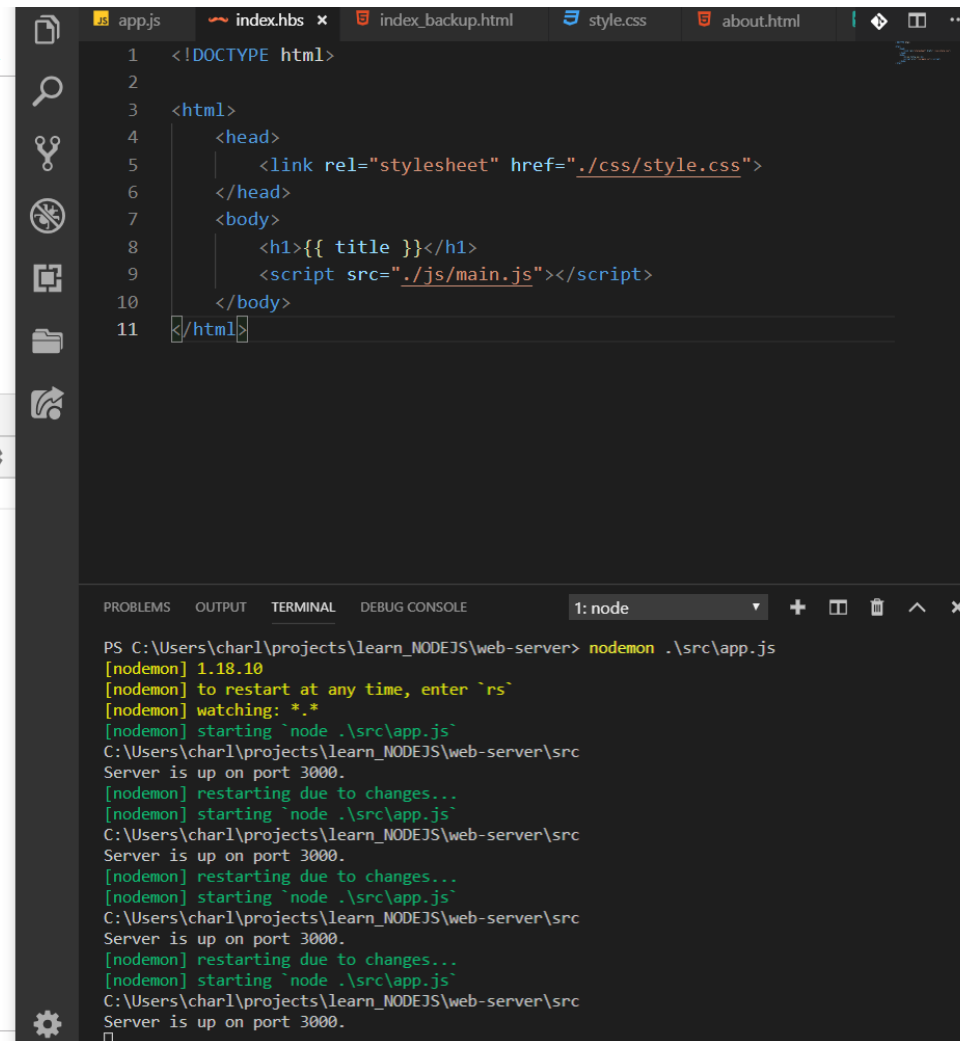 app.js index.hbs index_backup.html style.css about.html
1 <!DOCTYPE html>
2
3 <html>
4     <head>
5         <link rel="stylesheet" href="./css/style.css">
6     </head>
7     <body>
8         <h1>{{ title }}</h1>
9         <script src="./js/main.js"></script>
10     </body>
11 </html>
PROBLEMS OUTPUT TERMINAL DEBUG CONSOLE 1: node
PS C:\Users\charl\projects\learn_NODEJS\web-server> nodemon .\src\app.js
[nodemon] 1.18.10
[nodemon] to restart at any time, enter `rs`
[nodemon] watching: *.*
[nodemon] starting `node .\src\app.js`
C:\Users\charl\projects\learn_NODEJS\web-server\src
Server is up on port 3000.
[nodemon] restarting due to changes...
[nodemon] starting `node .\src\app.js`
C:\Users\charl\projects\learn_NODEJS\web-server\src
Server is up on port 3000.
[nodemon] restarting due to changes...
[nodemon] starting `node .\src\app.js`
C:\Users\charl\projects\learn_NODEJS\web-server\src
Server is up on port 3000.
[nodemon] restarting due to changes...
[nodemon] starting `node .\src\app.js`
C:\Users\charl\projects\learn_NODEJS\web-server\src
Server is up on port 3000.